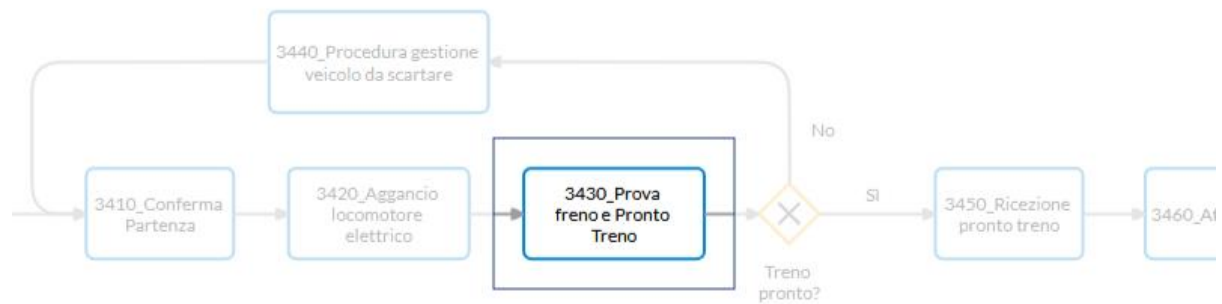 3440_Procedura gestione
veicolo da scartare
No
3410_Conferma
Partenza
3420_Aggancio
locomotore
elettrico
3430_Prova
freno e Pronto
Treno
Sì
3450_Ricezione
pronto treno
Treno
pronto?